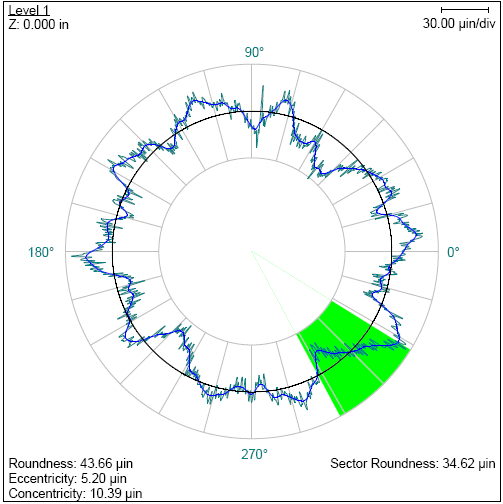 Level 1
Z: 0.000 in
30.00 µin/div
90°
180°
0°
270°
Roundness: 43.66 µin
Sector Roundness: 34.62 µin
Eccentricity: 5.20 µin
Concentricity: 10.39 µin